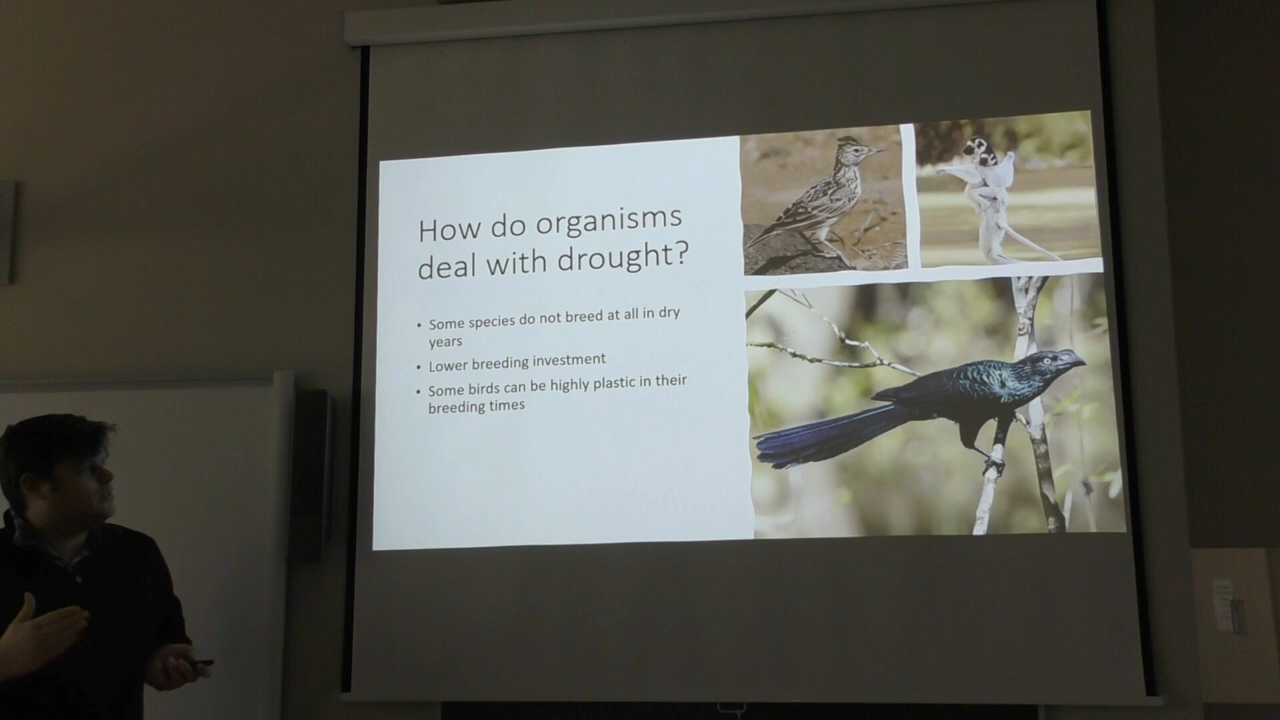 How do organisms
deal with drought?
• Some species do not breed at all in dry
years
• Lower breeding investment
• Some birds can be highly plastic in their
breeding times